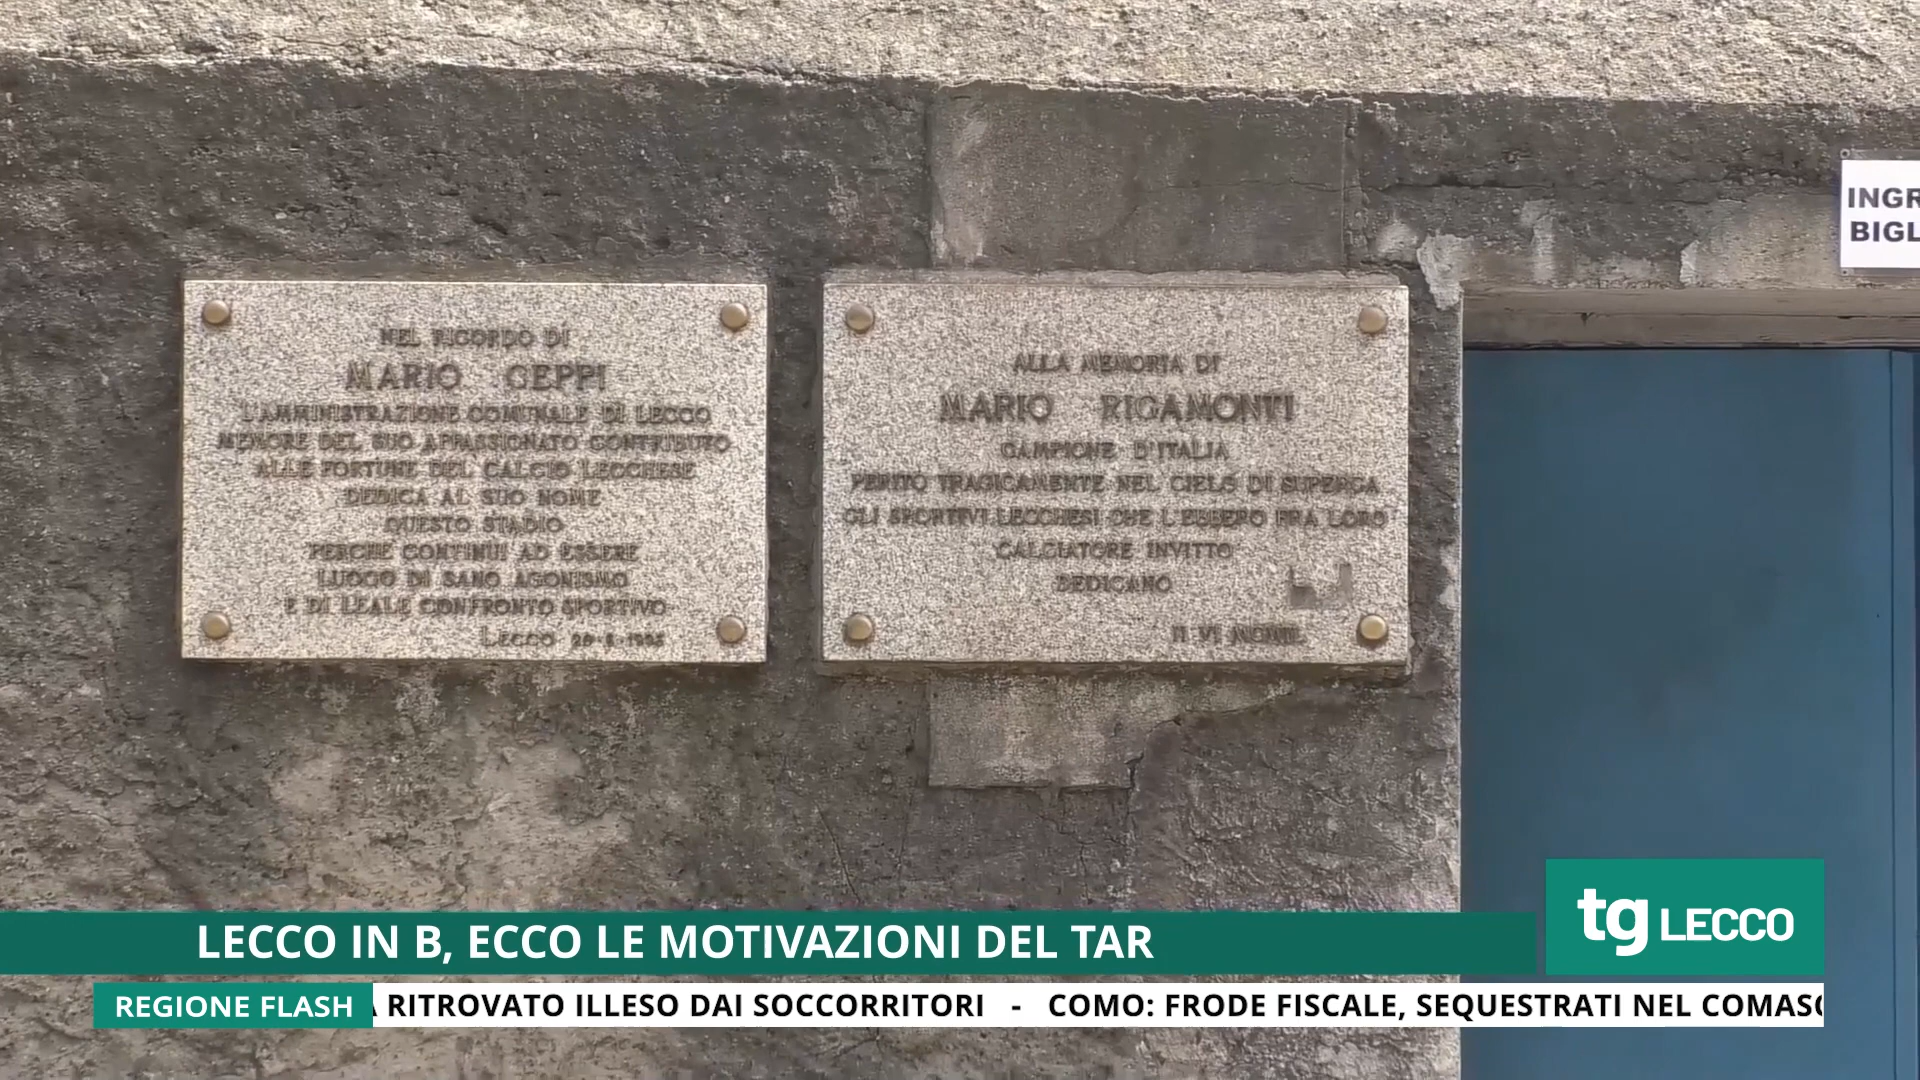 INGR
BIGL
NEL RICORDO DI
MARIO CEPPI
L'AMMINISTRAZIONE COMUNALE DI LECCO
MEMORE DEL SUO APPASSIONATO CONTRIBUTO
ALLE FORTUNE DEL CALCIO LECCHESE
DEDICA AL SUO NOME
QUESTO STADIO
PERCHE CONTINUI AD ESSERE
LUOGO DI SANO AGONISMO
E DI LEALE CONFRONTO SPORTIVO
LECCO
ALLA MEMORIA DI
MARIO RIGAMONTI
CAMPIONE D'ITALIA
PERITO TRAGICAMENTE NEL CIELO DI SUPERGA
GLI SPORTIVI LECCHESI CHE L'EBBERO FRA LORO
CALCIATORE INVITTO
DEDICANO
LECCO IN B, ECCO LE MOTIVAZIONI DEL TAR
tg LECCO
REGIONE FLASH
A RITROVATO ILLESO DAI SOCCORRITORI - COMO: FRODE FISCALE, SEQUESTRATI NEL COMASC